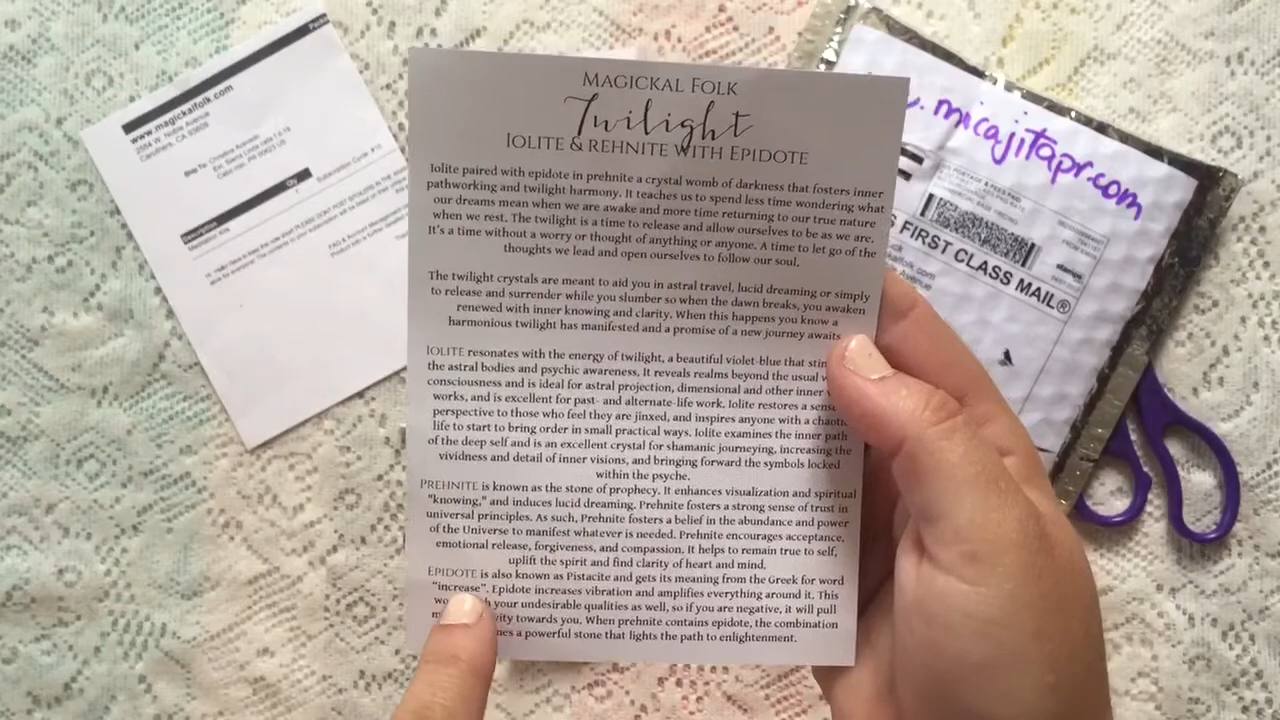 MAGICKAL FOLK
Twilight
IOLITE & REHNITE WITH EPIDOTE
Iolite paired with epidote in prehnite a crystal womb of darkness that fosters inner
pathworking and twilight harmony. It teaches us to spend less time wondering what
our dreams mean when we are awake and more time returning to our true nature
when we rest. The twilight is a time to release and allow ourselves to be as we are.
It's a time without a worry or thought of anything or anyone. A time to let go of the
thoughts we lead and open ourselves to follow our soul.
The twilight crystals are meant to aid you in astral travel, lucid dreaming or simply
to release and surrender while you slumber so when the dawn breaks, you awaken
renewed with inner knowing and clarity. When this happens you know a
harmonious twilight has manifested and a promise of a new journey awaits
IOLITE resonates with the energy of twilight, a beautiful violet-blue that
the astral bodies and psychic awareness. It reveals realms beyond the usual
consciousness and is ideal for astral projection, dimensional and other inner
works, and is excellent for past- and alternate-life work. Iolite restores a
perspective to those who feel they are jinxed, and inspires anyone with a
life to start to bring order in small practical ways. Iolite examines the inner path
of the deep self and is an excellent crystal for shamanic journeying, increasing the
vividness and detail of inner visions, and bringing forward the symbols locked
within the psyche.
PREHNITE is known as the stone of prophecy. It enhances visualization and spiritual
"knowing," and induces lucid dreaming. Prehnite fosters a strong sense of trust in
universal principles. As such, Prehnite fosters a belief in the abundance and power
of the Universe to manifest whatever is needed. Prehnite encourages acceptance,
emotional release, forgiveness, and compassion. It helps to remain true to self,
uplift the spirit and find clarity of heart and mind.
EPIDOTE is also known as Pistacite and gets its meaning from the Greek for word
"increase". Epidote increases vibration and amplifies everything around it. This
your undesirable qualities as well, so if you are negative, it will pull
towards you. When prehnite contains epidote, the combination
a powerful stone that lights the path to enlightenment.
www.magickalfolk.com
2554 W. Noble Avenue
Caruthers, CA 93609
Ship To:
Description
QTY
Subscription Cycle:
micajitapr.com
FIRST CLASS MAIL®
stamps
Avenue